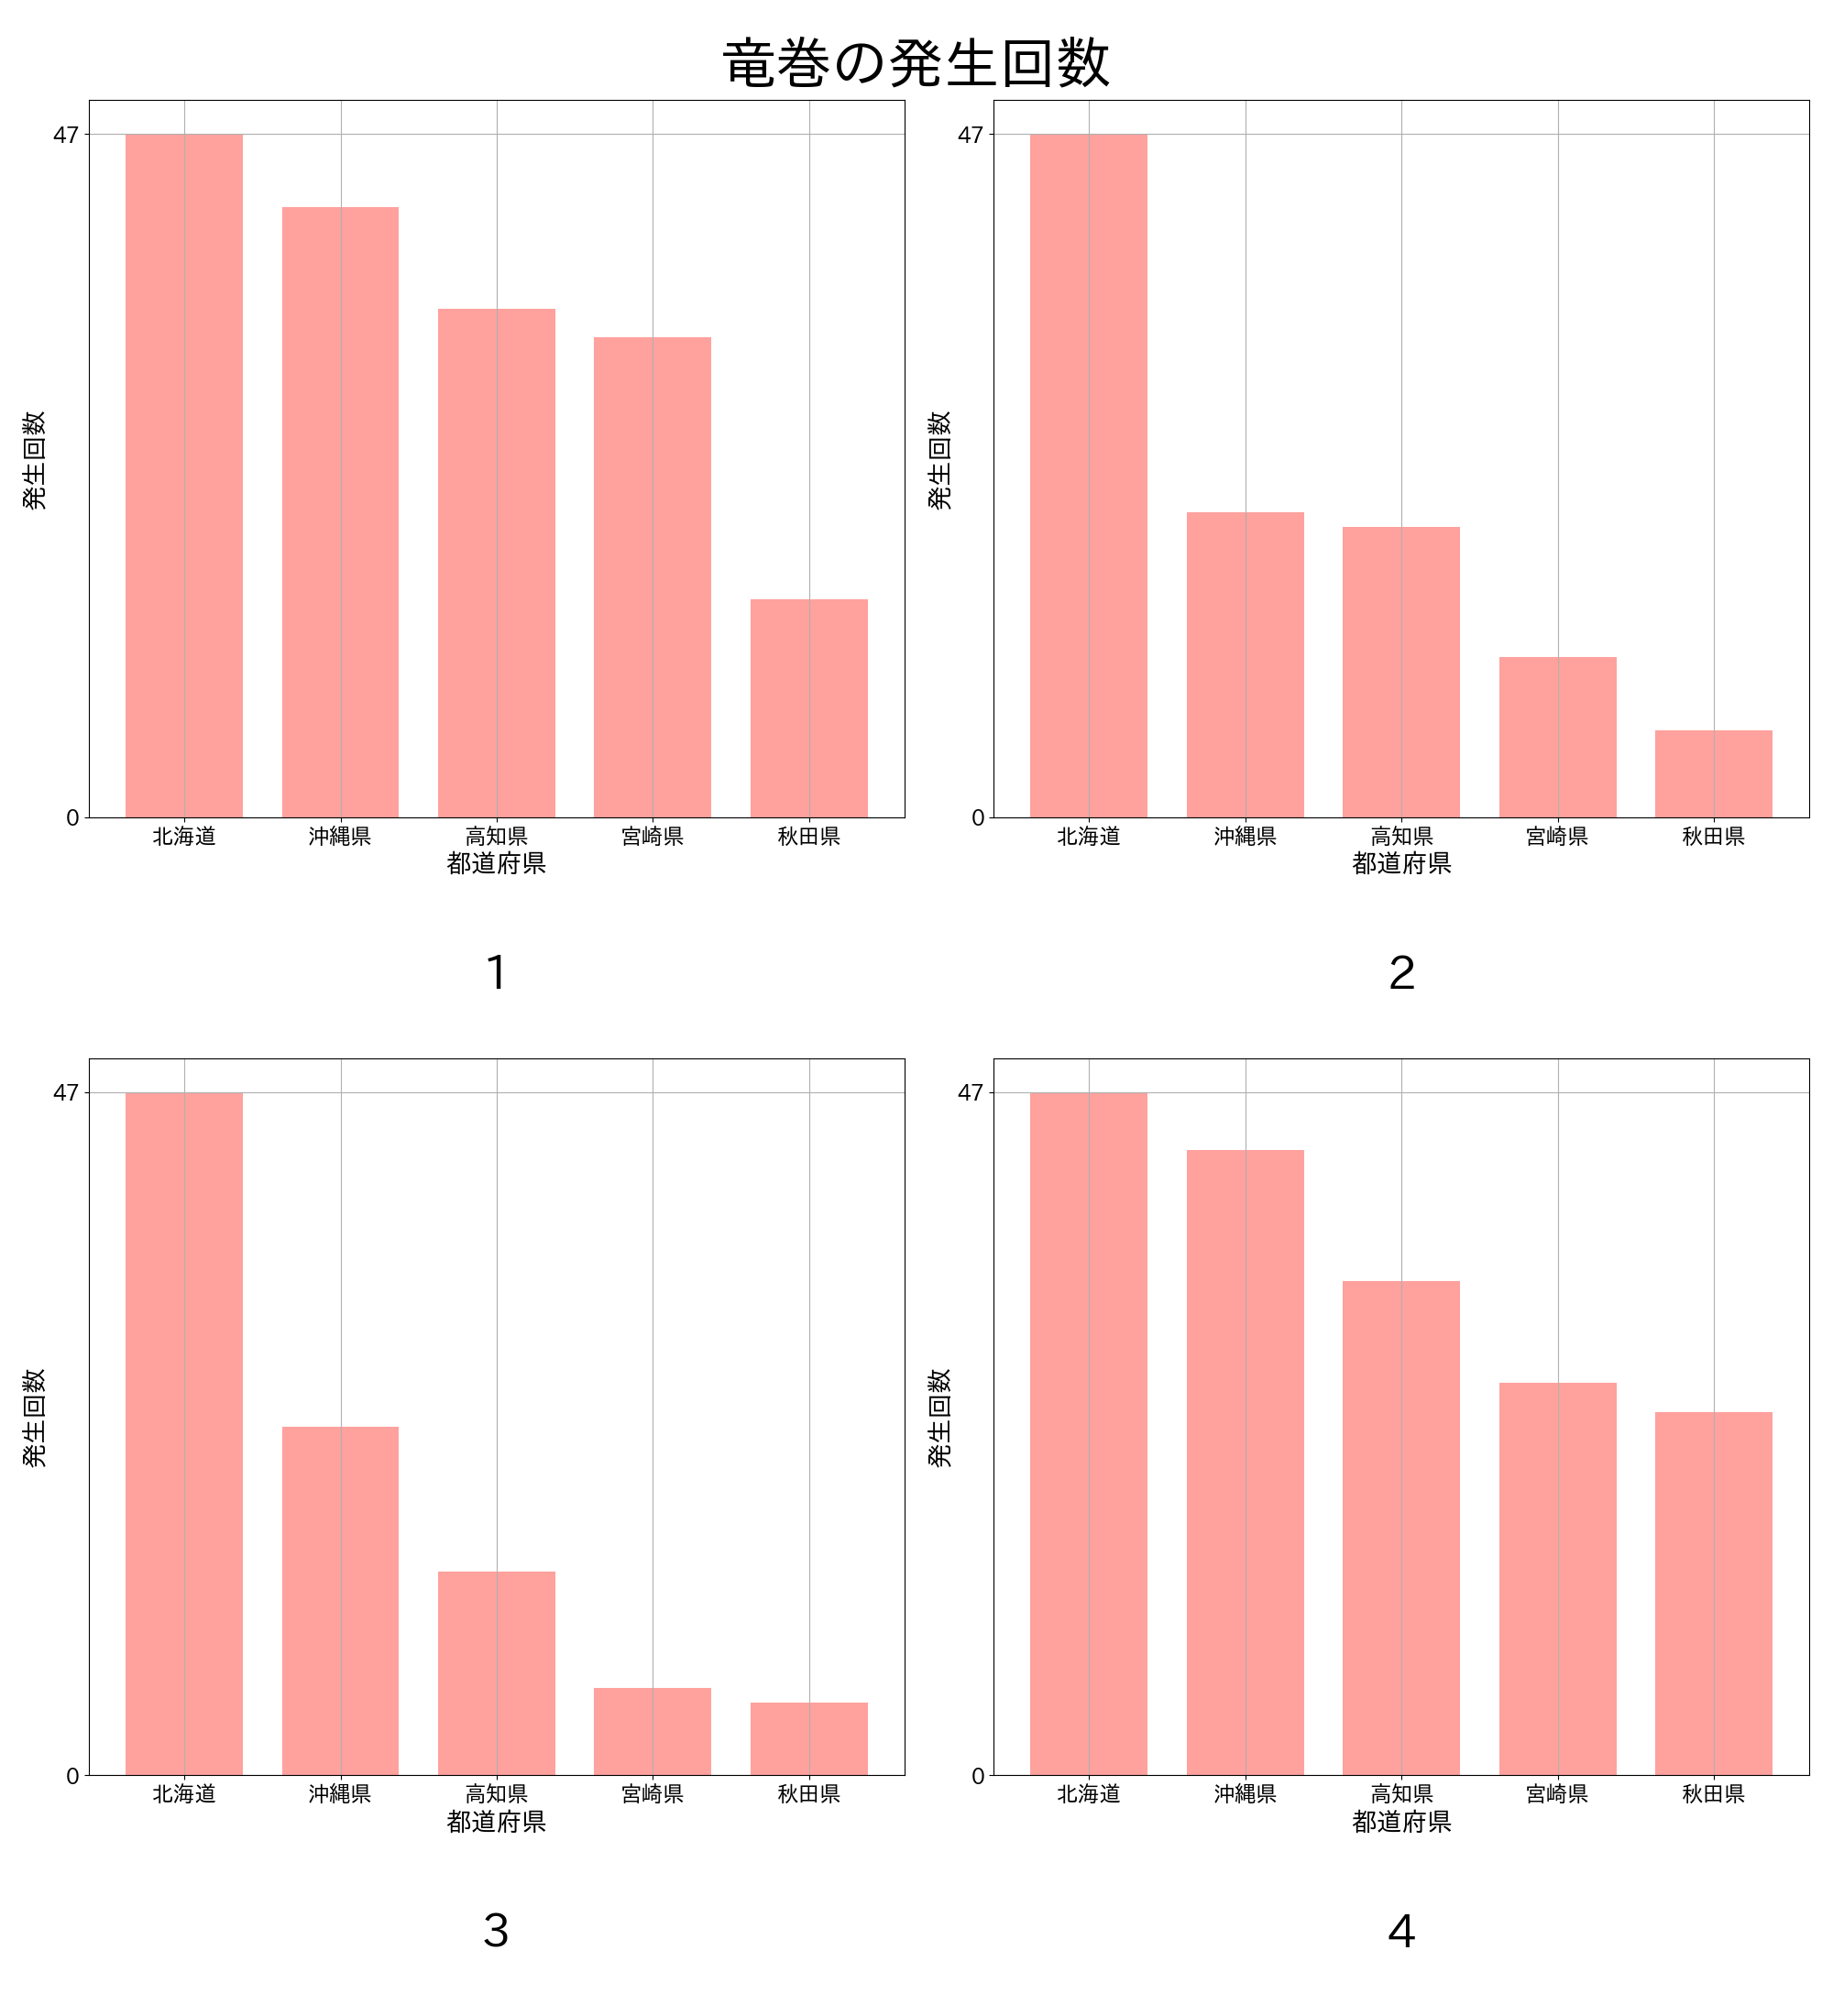 竜巻の発生回数
47
0
発生回数
北海道 沖縄県 高知県 宮崎県 秋田県
都道府県
1
47
0
発生回数
北海道 沖縄県 高知県 宮崎県 秋田県
都道府県
2
47
0
発生回数
北海道 沖縄県 高知県 宮崎県 秋田県
都道府県
3
47
0
発生回数
北海道 沖縄県 高知県 宮崎県 秋田県
都道府県
4